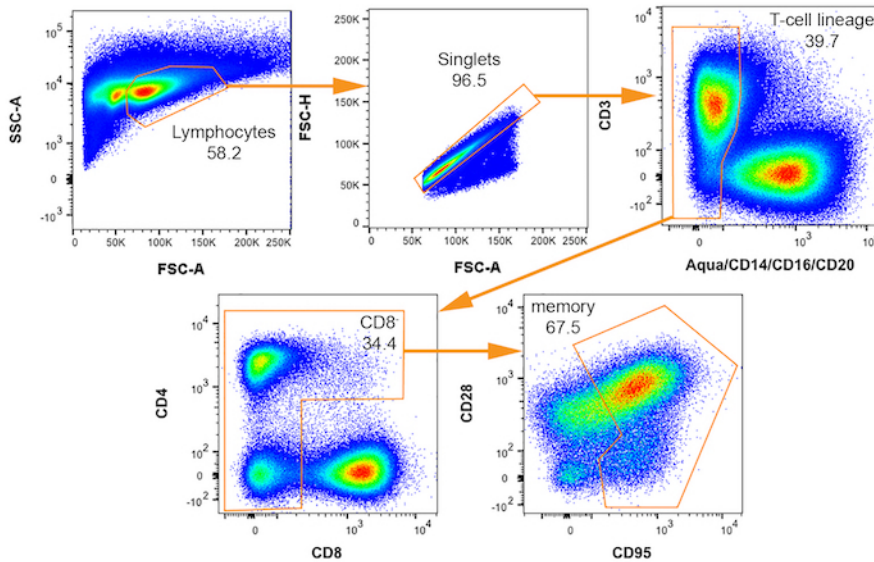 SSC-A
10^5
10^4
10^3
0
-10^3
Lymphocytes
58.2
0 50K 100K 150K 200K 250K
FSC-A
FSC-H
250K
200K
150K
100K
50K
0
Singlets
96.5
0 50K 100K 150K 200K 250K
FSC-A
CD3
10^4
10^3
10^2
0
-10^2
T-cell lineage
39.7
0 10^3 10^4
Aqua/CD14/CD16/CD20
CD4
10^4
10^3
10^2
0
-10^2
CD8^-
34.4
0 10^3 10^4
CD8
CD28
10^4
10^3
10^2
0
-10^2
memory
67.5
0 10^3 10^4
CD95